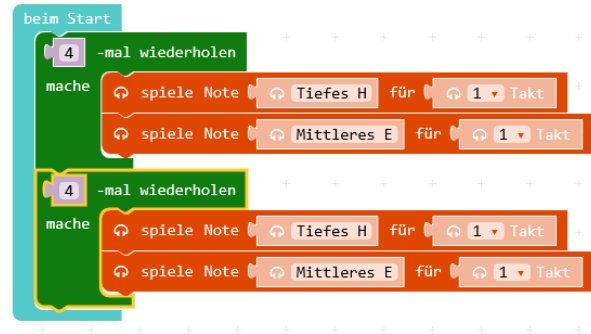 beim Start
4 -mal wiederholen
mache
spiele Note Tiefes H für 1 Takt
spiele Note Mittleres E für 1 Takt
4 -mal wiederholen
mache
spiele Note Tiefes H für 1 Takt
spiele Note Mittleres E für 1 Takt